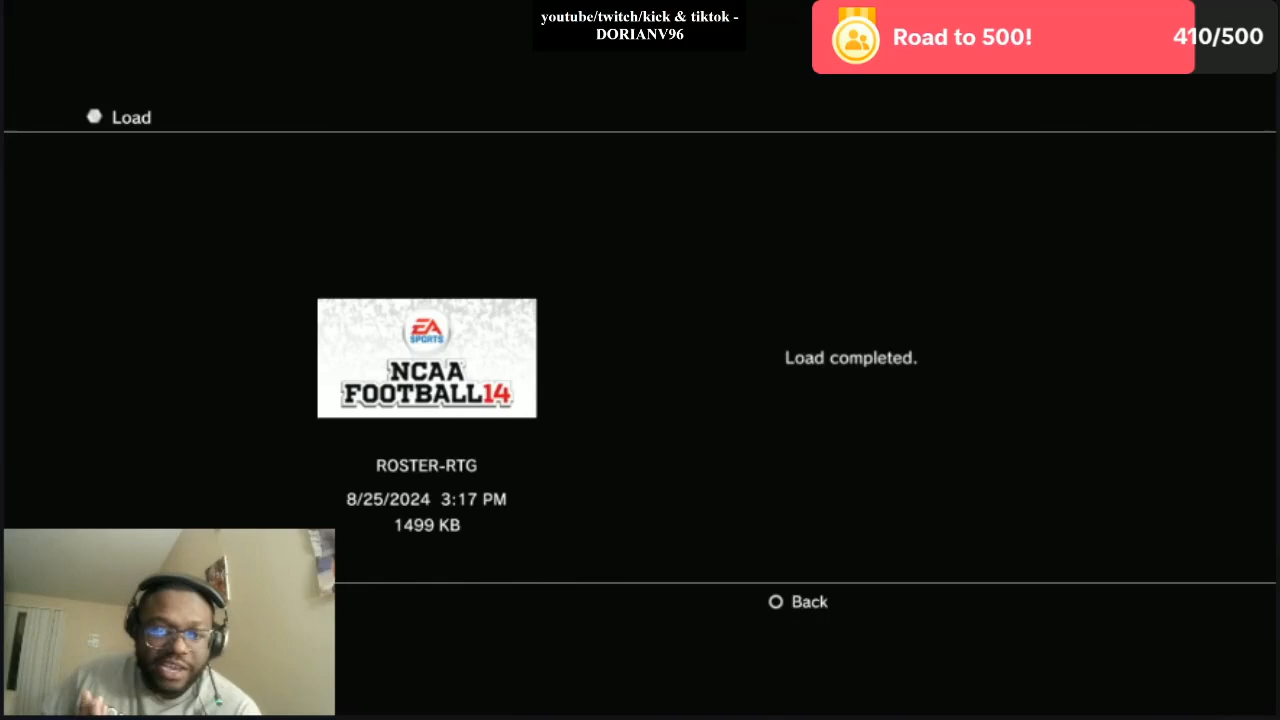 youtube/twitch/kick & tiktok -
DORIANV96
Road to 500!
410/500
Load
EA
SPORTS
NCAA
FOOTBALL14
Load completed.
ROSTER-RTG
8/25/2024 3:17 PM
1499 KB
Back